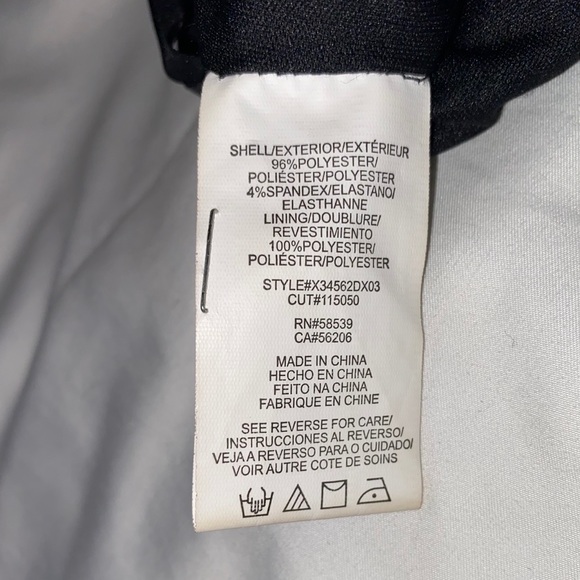 SHELL/EXTERIOR/EXTÉRIEUR
96%POLYESTER/
POLIÉSTER/POLYESTER
4%SPANDEX/ELASTANO/
ELASTHANNE
LINING/DOUBLURE/
REVESTIMIENTO
100%POLYESTER/
POLIÉSTER/POLYESTER
STYLE#X34562DX03
CUT#115050
RN#58539
CA#56206
MADE IN CHINA
HECHO EN CHINA
FEITO NA CHINA
FABRIQUE EN CHINE
SEE REVERSE FOR CARE/
INSTRUCCIONES AL REVERSO/
VEJA A REVERSO PARA O CUIDADO/
VOIR AUTRE COTE DE SOINS